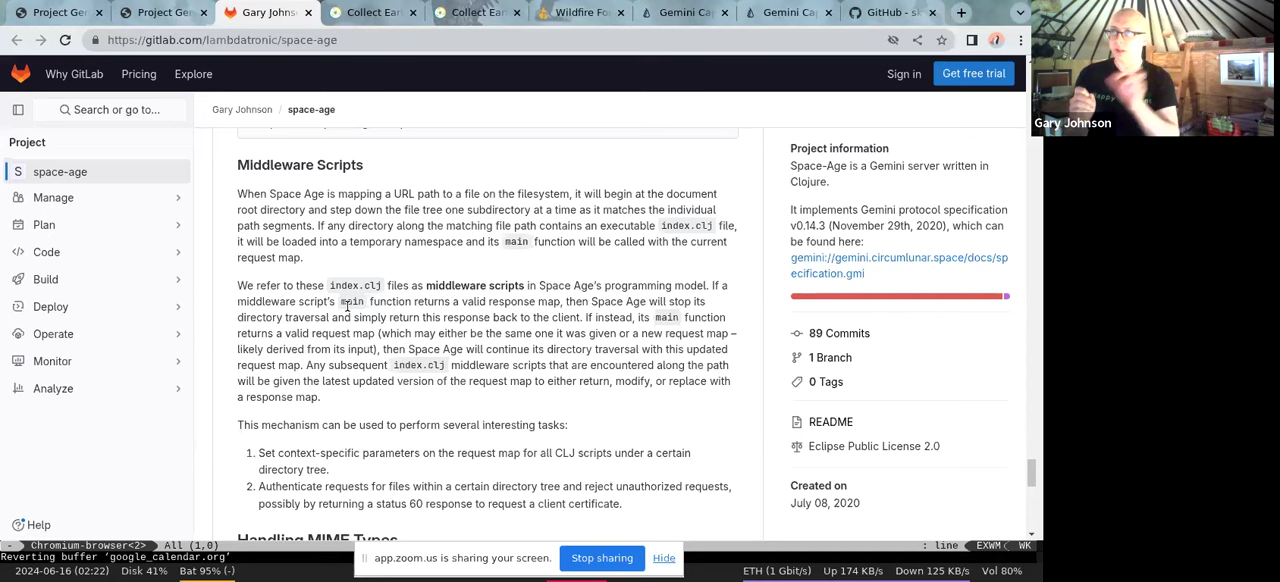 Project Gen
Project Gen
Gary Johns
Collect Ear
Collect Ear
Wildfire Fo
Gemini Ca
Gemini Ca
GitHub - sk
https://gitlab.com/lambdatronic/space-age
Why GitLab
Pricing
Explore
Sign in
Get free trial
Search or go to...
Gary Johnson / space-age
Gary Johnson
Project
S space-age
Manage
Plan
Code
Build
Deploy
Operate
Monitor
Analyze
Help
Middleware Scripts
When Space Age is mapping a URL path to a file on the filesystem, it will begin at the document
root directory and step down the file tree one subdirectory at a time as it matches the individual
path segments. If any directory along the matching file path contains an executable index.clj file,
it will be loaded into a temporary namespace and its main function will be called with the current
request map.
We refer to these index.clj files as middleware scripts in Space Age's programming model. If a
middleware script's main function returns a valid response map, then Space Age will stop its
directory traversal and simply return this response back to the client. If instead, its main function
returns a valid request map (which may either be the same one it was given or a new request map –
likely derived from its input), then Space Age will continue its directory traversal with this updated
request map. Any subsequent index.clj middleware scripts that are encountered along the path
will be given the latest updated version of the request map to either return, modify, or replace with
a response map.
This mechanism can be used to perform several interesting tasks:
1. Set context-specific parameters on the request map for all CLJ scripts under a certain
directory tree.
2. Authenticate requests for files within a certain directory tree and reject unauthorized requests,
possibly by returning a status 60 response to request a client certificate.
Handling MIME Types
Project information
Space-Age is a Gemini server written in
Clojure.
It implements Gemini protocol specification
v0.14.3 (November 29th, 2020), which can
be found here:
gemini://gemini.circumlunar.space/docs/sp
ecification.gmi
89 Commits
1 Branch
0 Tags
README
Eclipse Public License 2.0
Created on
July 08, 2020
app.zoom.us is sharing your screen.
Stop sharing
Hide
- Chromium-browser<2> All (1,0) : line EXWM WK
Reverting buffer ‘google_calendar.org’
2024-06-16 (02:22) Disk 41% Bat 95% (-) ETH (1 Gbit/s) Up 174 KB/s Down 125 KB/s Vol 80%